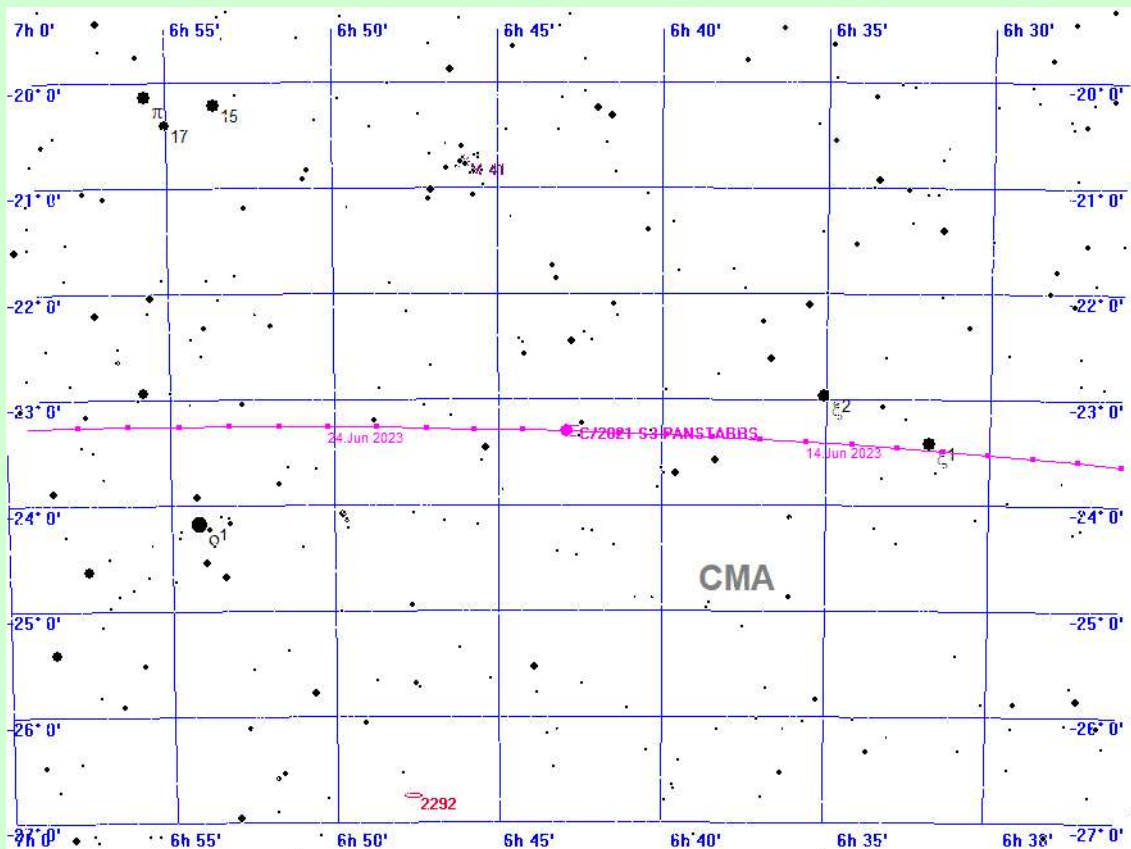 7h 0' 6h 55' 6h 50' 6h 45' 6h 40' 6h 35' 6h 30'
-20° 0' -20° 0'
π 15
17
M 41
-21° 0' -21° 0'
-22° 0' -22° 0'
-23° 0' ξ2 -23° 0'
24.Jun 2023 C/2021 S3 PANSTARRS 14.Jun 2023 ξ1
-24° 0' -24° 0'
ο1
CMA
-25° 0' -25° 0'
-26° 0' -26° 0'
2292
-27° 0' -27° 0'
7h 0' 6h 55' 6h 50' 6h 45' 6h 40' 6h 35' 6h 30'